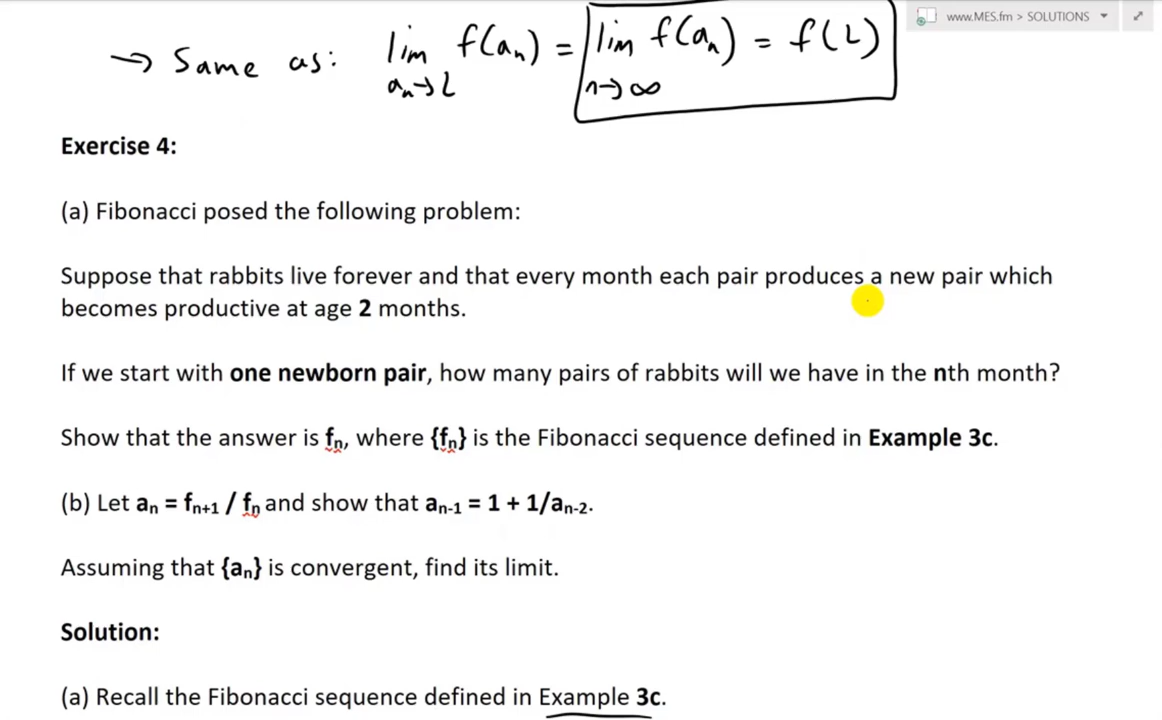 www.MES.fm > SOLUTIONS
→ Same as: lim f(aₙ) = lim f(aₙ) = f(L)
aₙ→L n→∞
Exercise 4:
(a) Fibonacci posed the following problem:
Suppose that rabbits live forever and that every month each pair produces a new pair which
becomes productive at age 2 months.
If we start with one newborn pair, how many pairs of rabbits will we have in the nth month?
Show that the answer is fₙ, where {fₙ} is the Fibonacci sequence defined in Example 3c.
(b) Let aₙ = fₙ₊₁ / fₙ and show that aₙ₋₁ = 1 + 1/aₙ₋₂.
Assuming that {aₙ} is convergent, find its limit.
Solution:
(a) Recall the Fibonacci sequence defined in Example 3c.